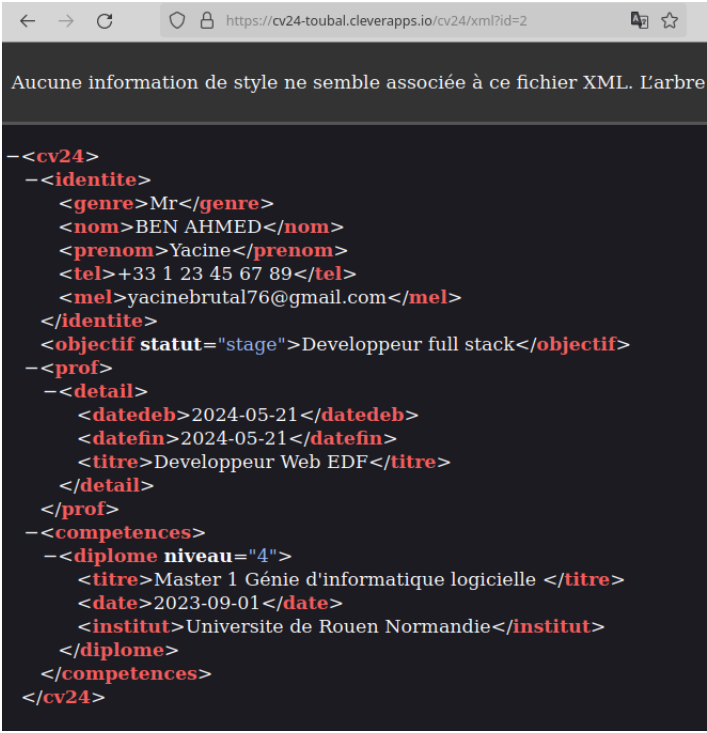 https://cv24-toubal.cleverapps.io/cv24/xml?id=2
Aucune information de style ne semble associée à ce fichier XML. L’arbre
−<cv24>
−<identite>
<genre>Mr</genre>
<nom>BEN AHMED</nom>
<prenom>Yacine</prenom>
<tel>+33 1 23 45 67 89</tel>
<mel>yacinebrutal76@gmail.com</mel>
</identite>
<objectif statut="stage">Developpeur full stack</objectif>
−<prof>
−<detail>
<datedeb>2024-05-21</datedeb>
<datefin>2024-05-21</datefin>
<titre>Developpeur Web EDF</titre>
</detail>
</prof>
−<competences>
−<diplome niveau="4">
<titre>Master 1 Génie d'informatique logicielle </titre>
<date>2023-09-01</date>
<institut>Universite de Rouen Normandie</institut>
</diplome>
</competences>
</cv24>